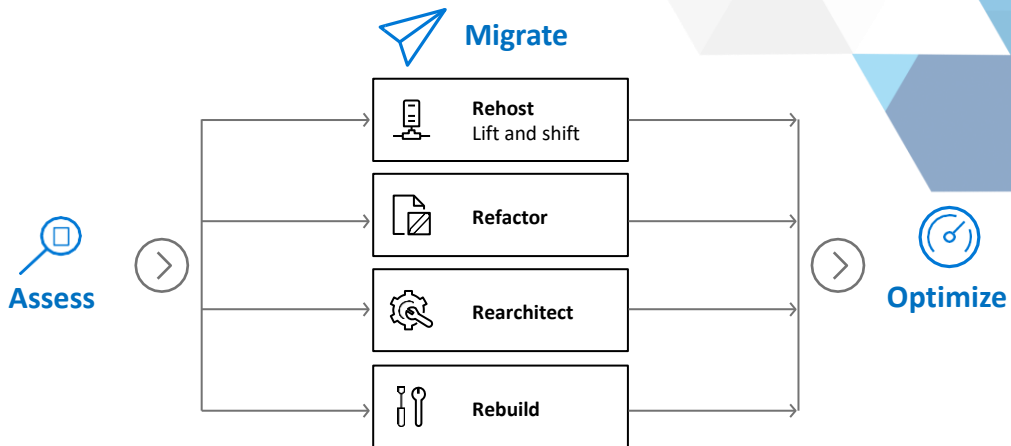 Migrate
Rehost
Lift and shift
Refactor
Assess
Optimize
Rearchitect
Rebuild